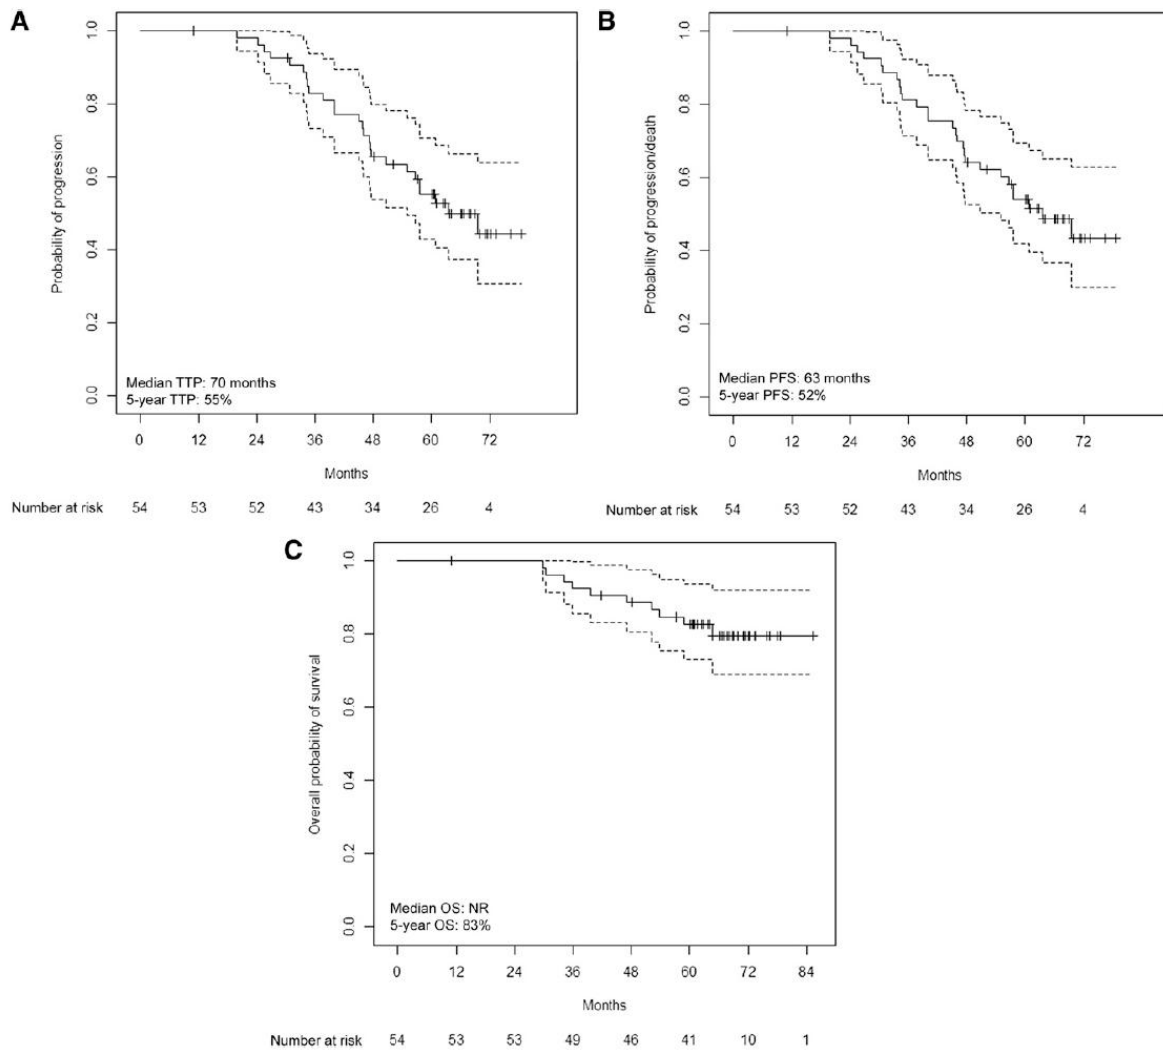 A
Probability of progression
1.0
0.8
0.6
0.4
0.2
0.0
Median TTP: 70 months
5-year TTP: 55%
0 12 24 36 48 60 72
Months
Number at risk 54 53 52 43 34 26 4
B
Probability of progression/death
1.0
0.8
0.6
0.4
0.2
0.0
Median PFS: 63 months
5-year PFS: 52%
0 12 24 36 48 60 72
Months
Number at risk 54 53 52 43 34 26 4
C
Overall probability of survival
1.0
0.8
0.6
0.4
0.2
0.0
Median OS: NR
5-year OS: 83%
0 12 24 36 48 60 72 84
Months
Number at risk 54 53 53 49 46 41 10 1